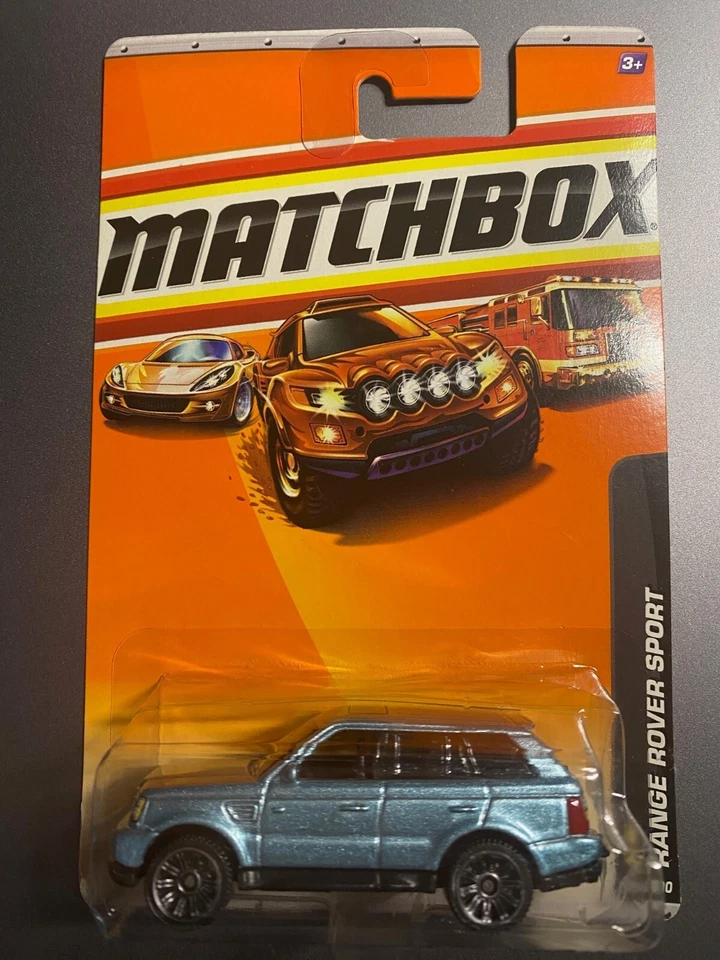 3+
MATCHBOX®
RANGE ROVER SPORT